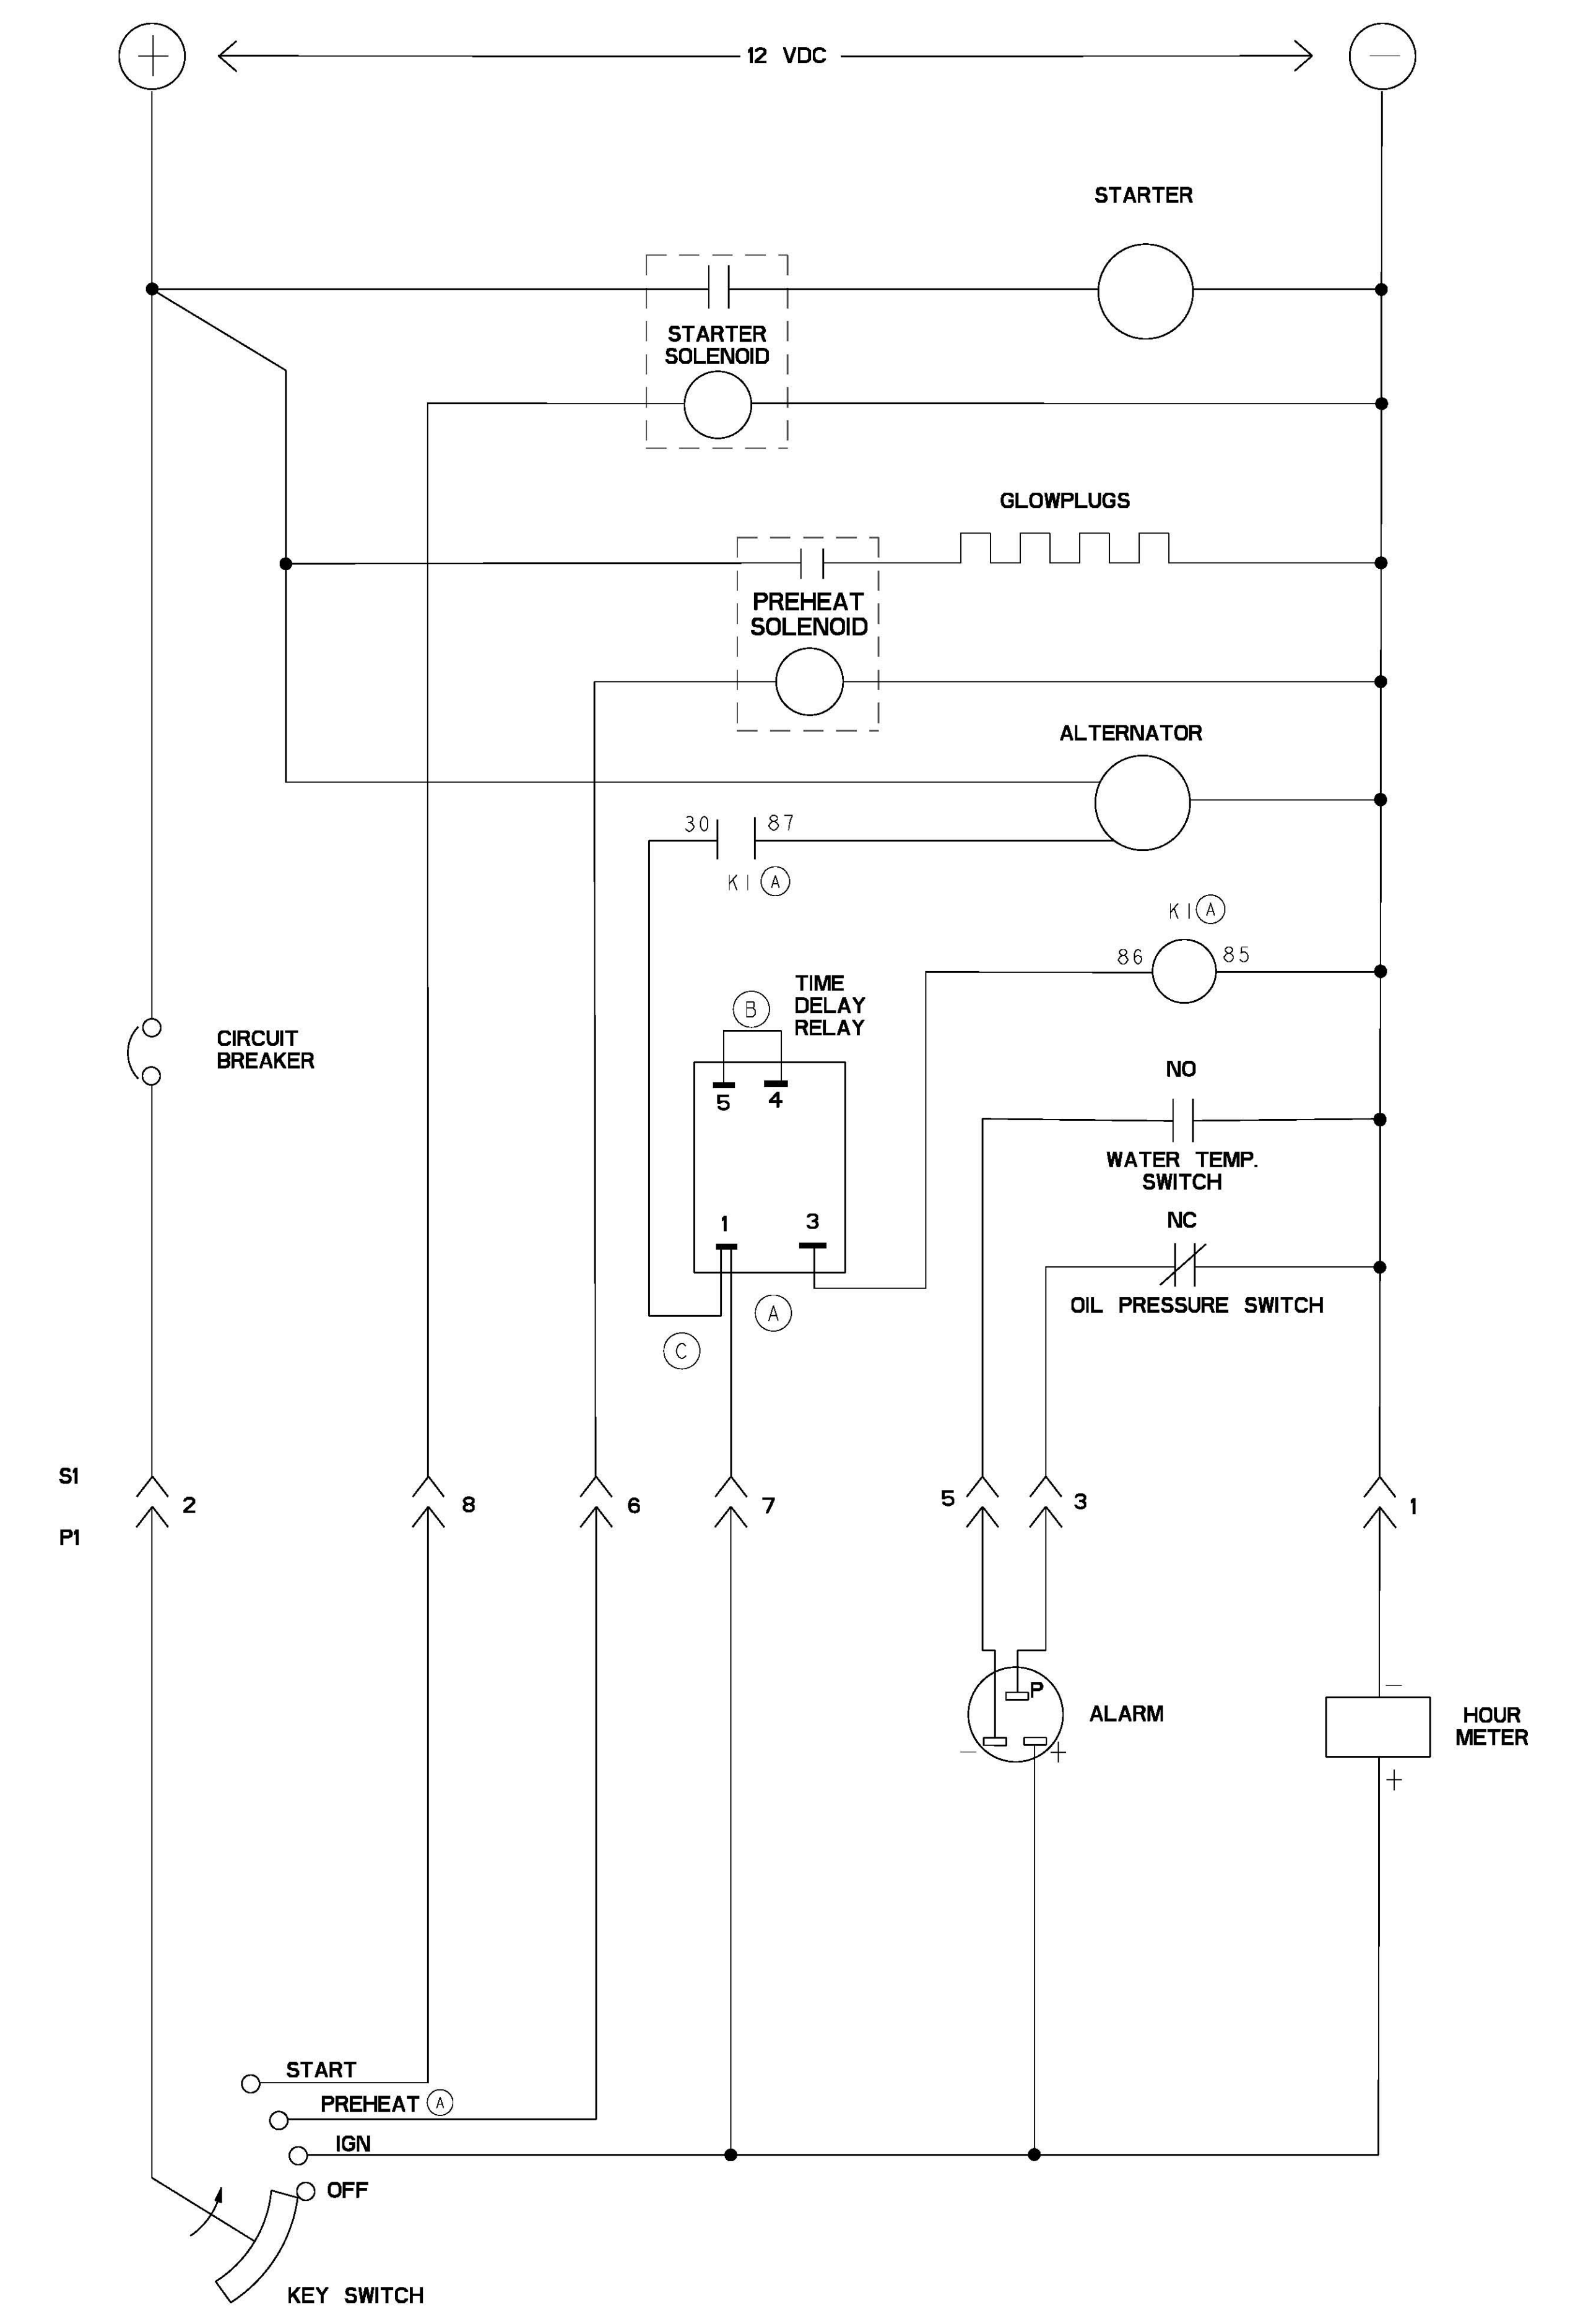 + 12 VDC −
STARTER
STARTER
SOLENOID
GLOWPLUGS
PREHEAT
SOLENOID
ALTERNATOR
30 87
K1 A
K1 A
86 85
TIME
DELAY
RELAY
B
CIRCUIT
BREAKER
5 4
NO
WATER TEMP.
SWITCH
1 3
NC
OIL PRESSURE SWITCH
A
C
S1
2 8 6 7 5 3 1
P1
P
ALARM
− +
−
HOUR
METER
+
START
PREHEAT A
IGN
OFF
KEY SWITCH